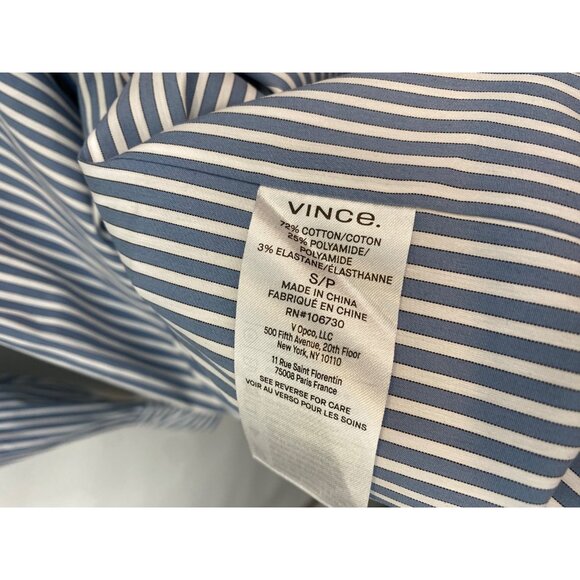 VINCE.
72% COTTON/COTON
25% POLYAMIDE/
POLYAMIDE
3% ELASTANE/ÉLASTHANNE
S/P
MADE IN CHINA
FABRIQUÉ EN CHINE
RN#106730
V Opco, LLC
500 Fifth Avenue, 20th Floor
New York, NY 10110
11 Rue Saint Florentin
75008 Paris France
SEE REVERSE FOR CARE
VOIR AU VERSO POUR LES SOINS